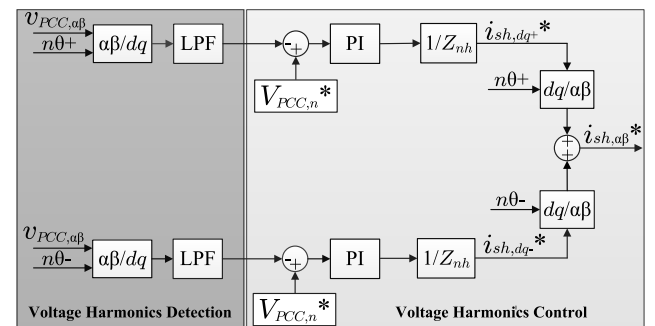 v_PCC,αβ
nθ+
αβ/dq
LPF
-
+
V_PCC,n*
PI
1/Z_nh
i_sh,dq+*
nθ+
dq/αβ
+
+
i_sh,αβ*
nθ-
dq/αβ
v_PCC,αβ
nθ-
αβ/dq
LPF
-
+
V_PCC,n*
PI
1/Z_nh
i_sh,dq-*
Voltage Harmonics Detection
Voltage Harmonics Control